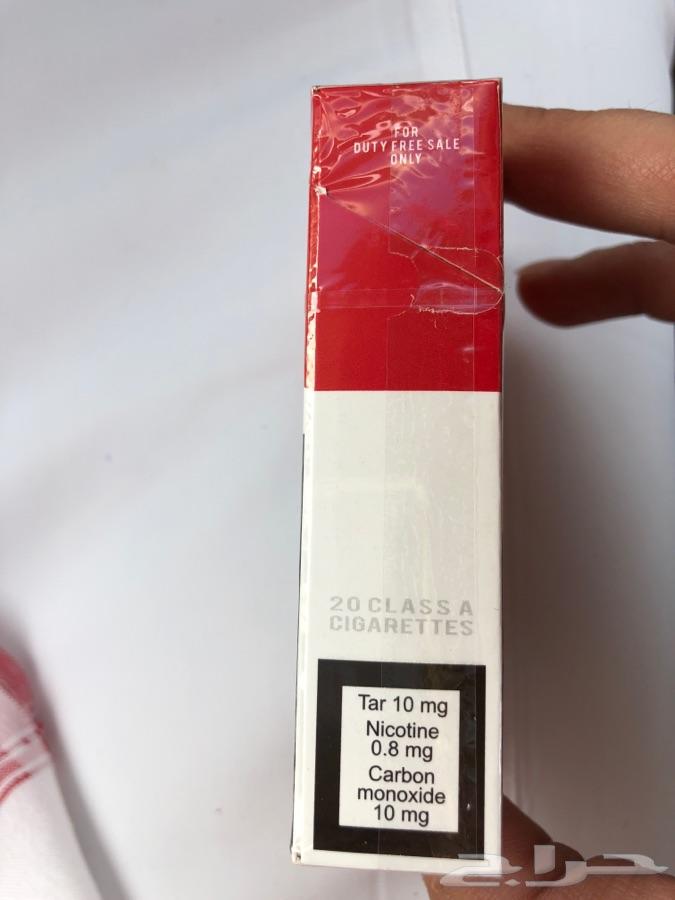 FOR
DUTY FREE SALE
ONLY
20 CLASS A
CIGARETTES
Tar 10 mg
Nicotine
0.8 mg
Carbon
monoxide
10 mg
حراج